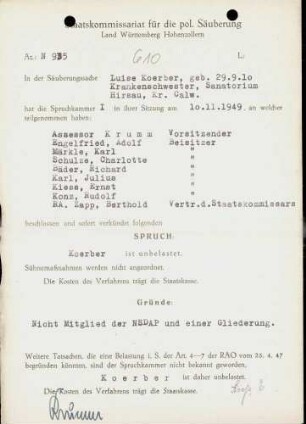 Staatskommissariat für die pol. Säuberung
Land Württemberg Hohenzollern
Az.: N 935
610
L:
In der Säuberungssache Luise Koerber, geb. 29.9.10
Krankenschwester, Sanatorium
Hirsau, Kr. Calw.
hat die Spruchkammer I in ihrer Sitzung am 10.11.1949. an welcher
teilgenommen haben:
Assessor Krumm Vorsitzender
Engelfried, Adolf Beisitzer
Märkle, Karl
Schulze, Charlotte
Bäder, Richard
Karl, Julius
Kiess, Ernst
Konz, Rudolf
RA. Zapp, Berthold Vertr.d.Staatskommissars
beschlossen und sofort verkündet folgenden
SPRUCH.
Koerber ist unbelastet.
Sühnemaßnahmen werden nicht angeordnet.
Die Kosten des Verfahrens trägt die Staatskasse.
Gründe:
Nicht Mitglied der NSDAP und einer Gliederung.
Weitere Tatsachen, die eine Belastung i. S. der Art. 4—7 der RAO vom 25. 4. 47
begründen könnten, sind der Spruchkammer nicht bekannt geworden.
Koerber ist daher unbelastet.
Die Kosten des Verfahrens trägt die Staatskasse.